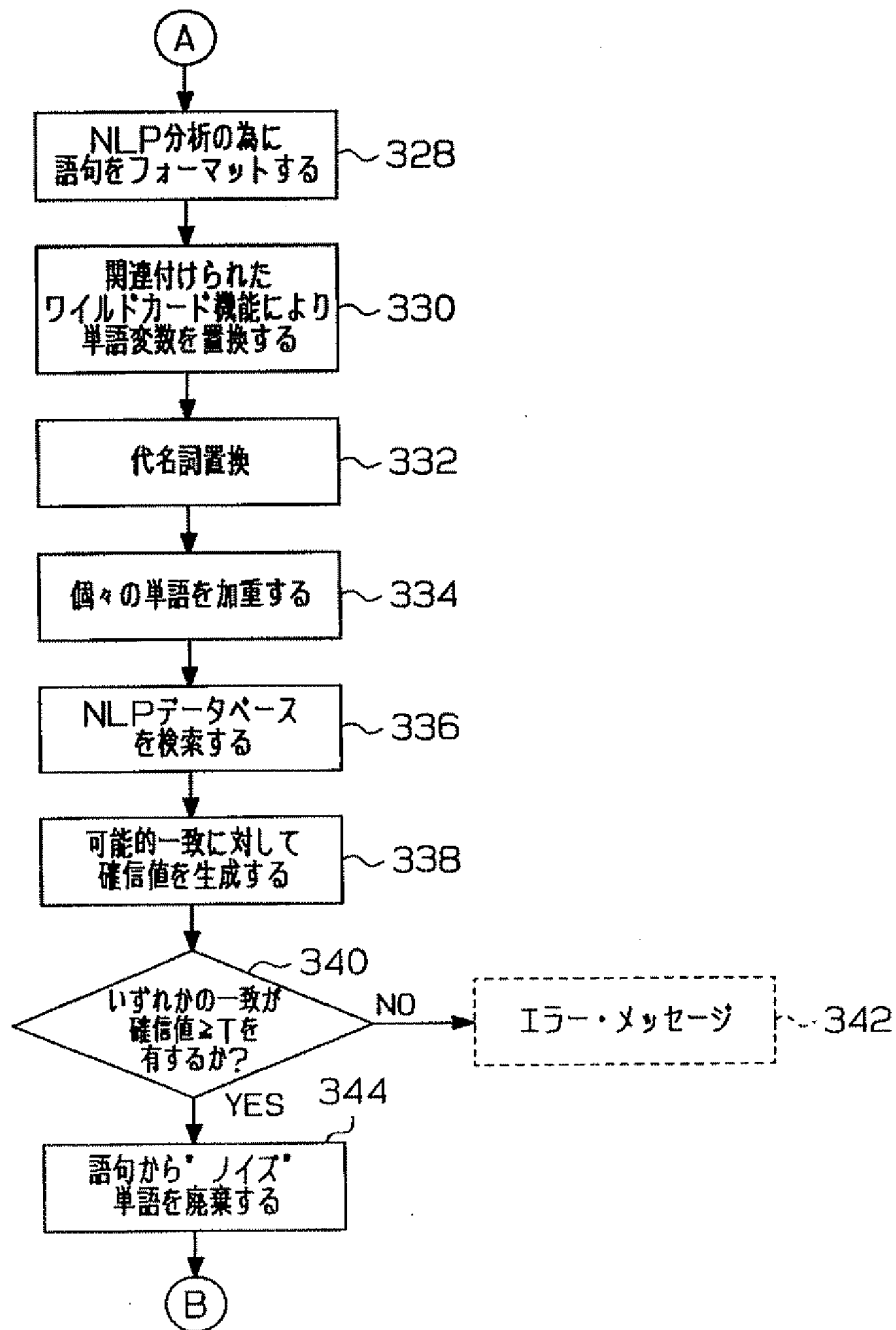 A
NLP分析の為に
語句をフォーマットする
328
関連付けられた
ワイルドカード機能により
単語変数を置換する
330
代名詞置換
332
個々の単語を加重する
334
NLPデータベース
を検索する
336
可能的一致に対して
確信値を生成する
338
340
いずれかの一致が
確信値≧Tを
有するか?
NO
エラー・メッセージ
342
YES
344
語句から"ノイズ"
単語を廃棄する
B